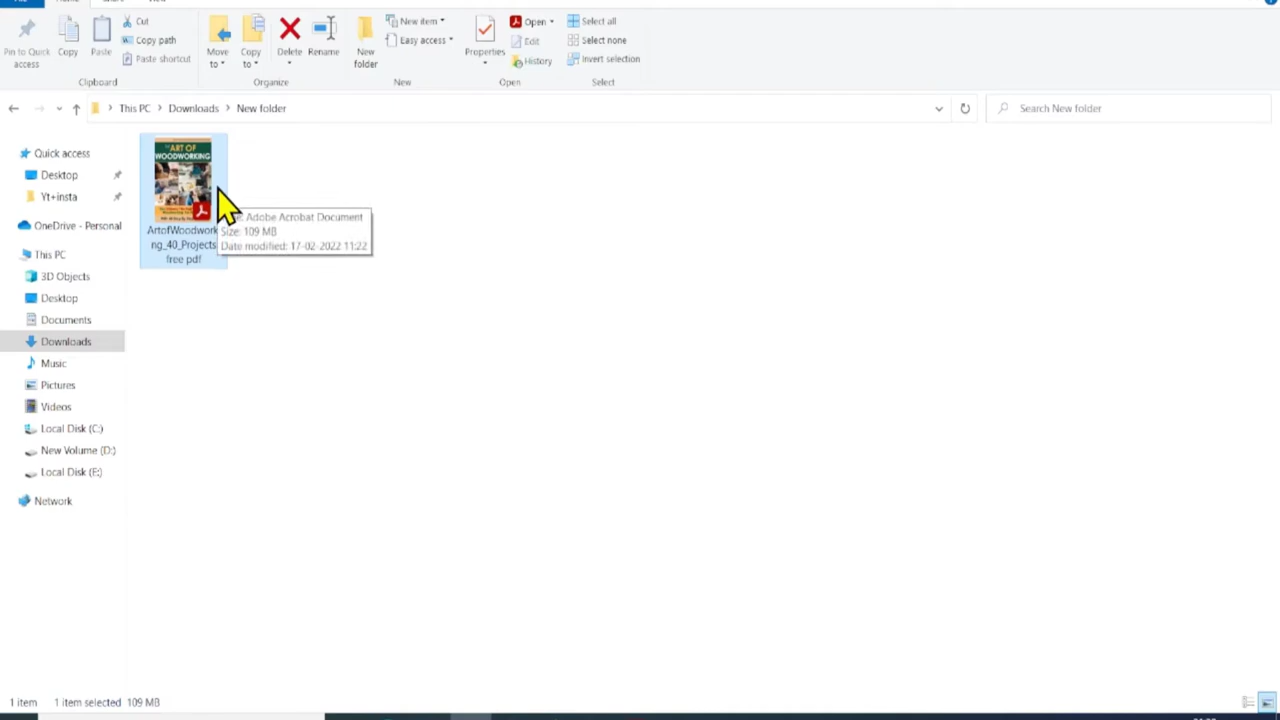 Cut
Copy path
Paste shortcut
Pin to Quick
access
Copy
Paste
Clipboard
Move
to
Copy
to
Delete
Rename
Organize
New
folder
New item
Easy access
New
Properties
Open
Edit
History
Open
Select all
Select none
Invert selection
Select
This PC > Downloads > New folder
Search New folder
Quick access
Desktop
Yt+insta
OneDrive - Personal
This PC
3D Objects
Desktop
Documents
Downloads
Music
Pictures
Videos
Local Disk (C:)
New Volume (D:)
Local Disk (E:)
Network
ART OF
WOODWORKING
ArtofWoodwork
ng_40_Projects
free pdf
Adobe Acrobat Document
Size: 109 MB
Date modified: 17-02-2022 11:22
1 item
1 item selected 109 MB